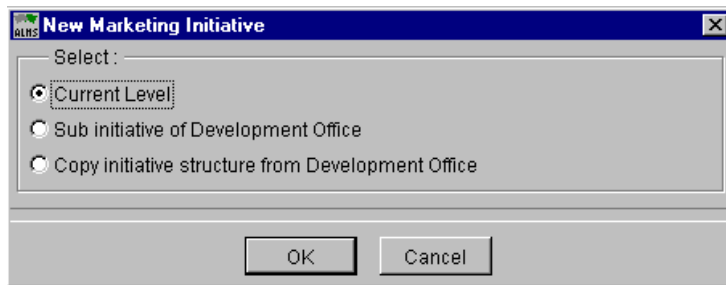 ALMS New Marketing Initiative
Select :
Current Level
Sub initiative of Development Office
Copy initiative structure from Development Office
OK Cancel